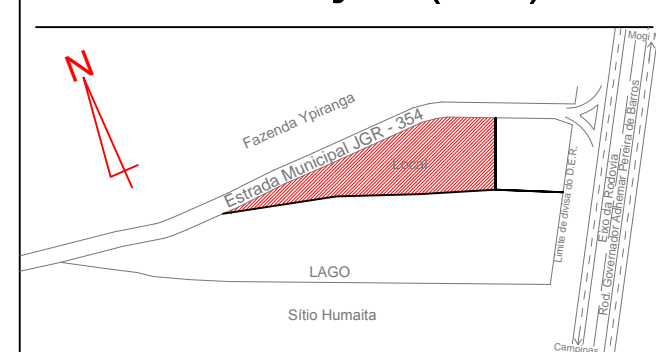 N
Mogi M
Fazenda Ypiranga
Estrada Municipal JGR - 354
Local
Limite de divisa do D.E.R.
Eixo da Rodovia
Rod. Governador Adhemar Pereira de Barros
LAGO
Sítio Humaita
Campinas